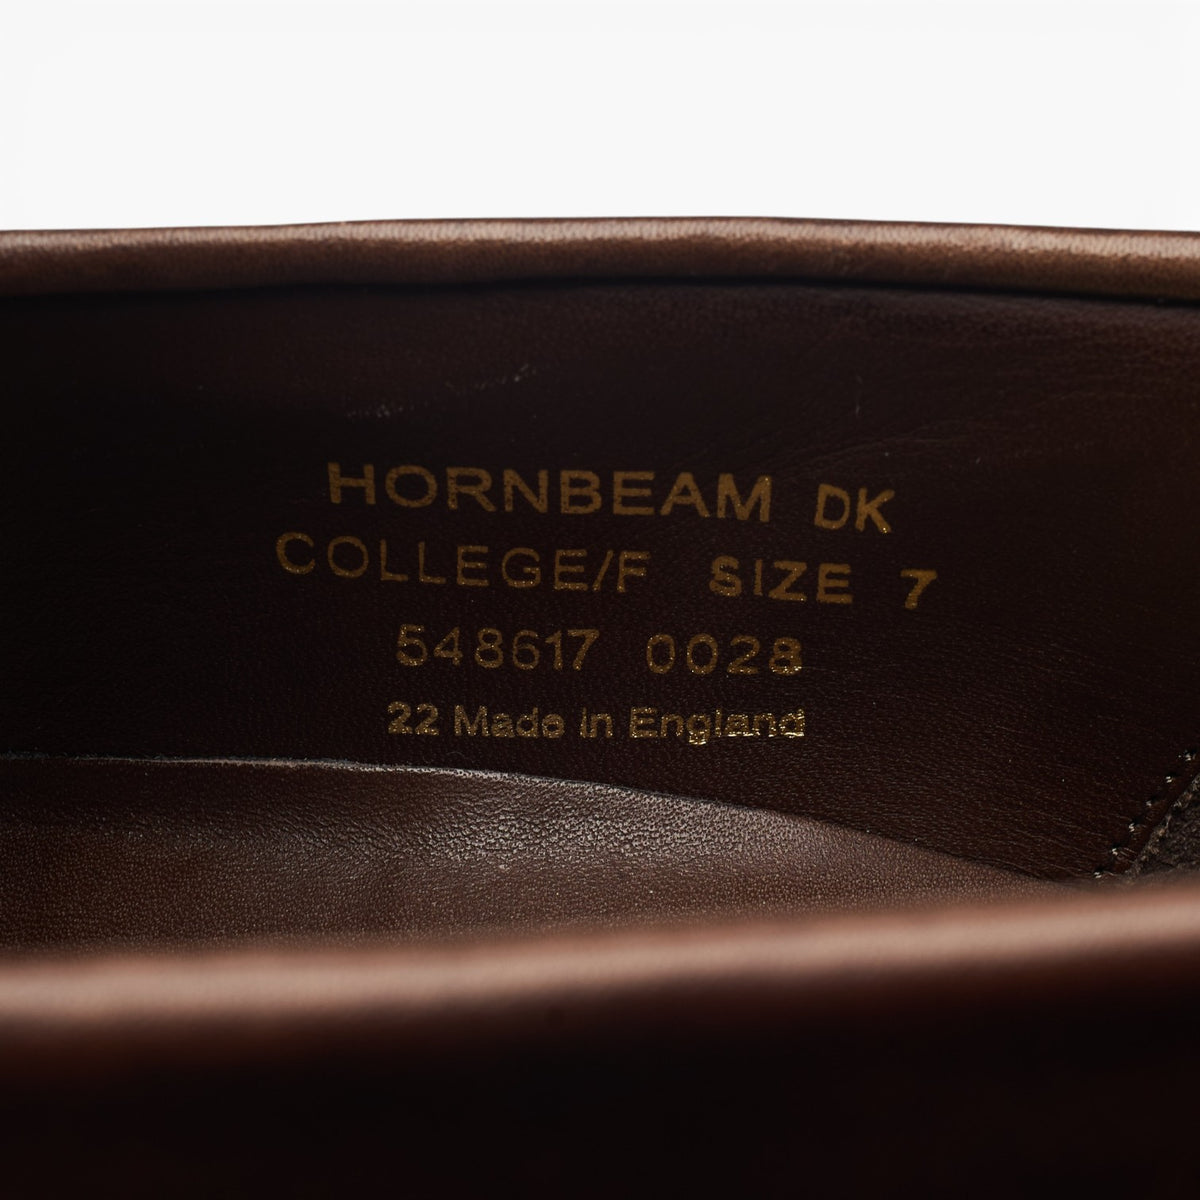 HORNBEAM DK
COLLEGE/F SIZE 7
548617 0028
22 Made in England